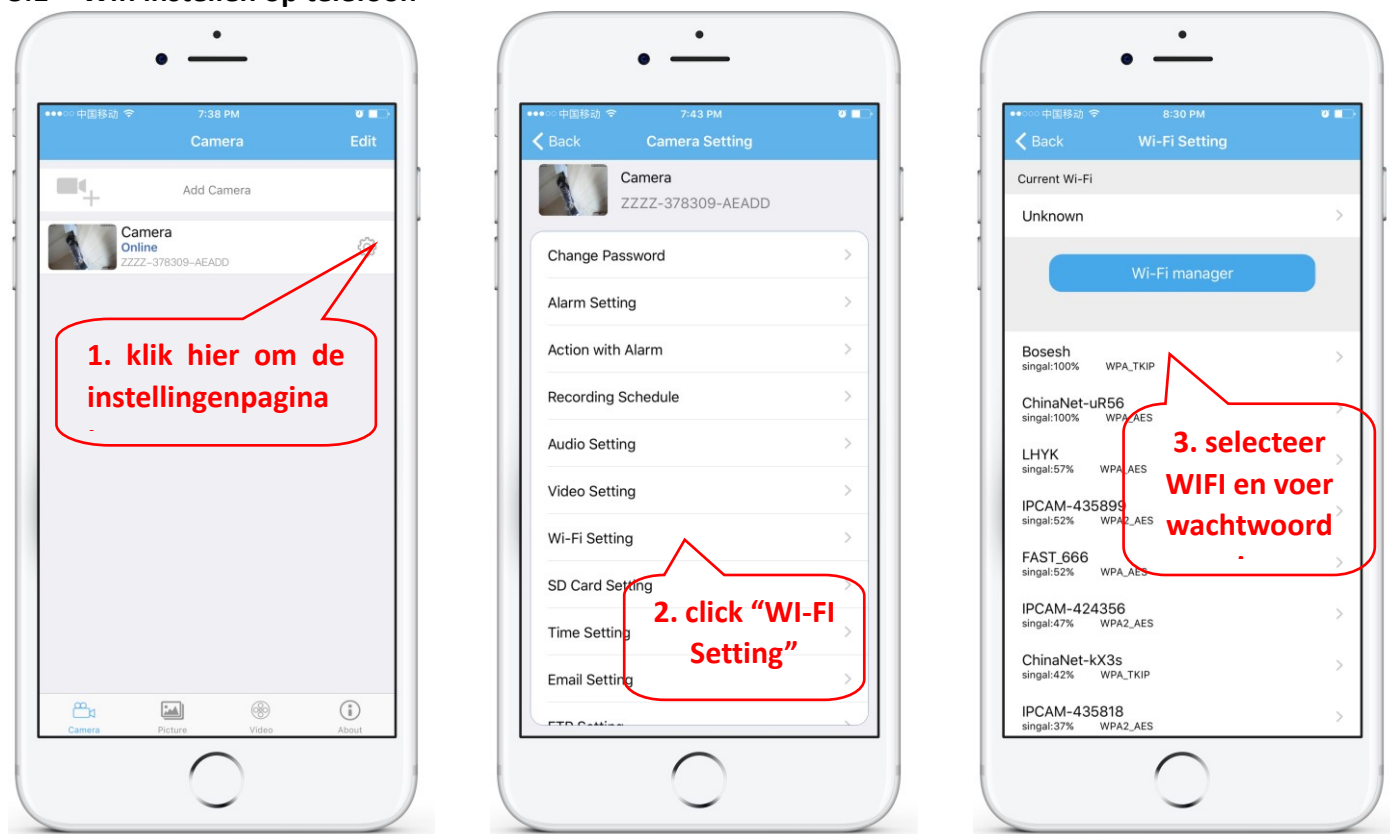 Wifi instellen op telefoon
●●●○○ 中国移动 7:38 PM
Camera Edit
Add Camera
Camera
Online
ZZZZ-378309-AEADD
1. klik hier om de
instellingenpagina
Camera Picture Video About
●●●○○ 中国移动 7:43 PM
Back Camera Setting
Camera
ZZZZ-378309-AEADD
Change Password
Alarm Setting
Action with Alarm
Recording Schedule
Audio Setting
Video Setting
Wi-Fi Setting
SD Card Setting
Time Setting
Email Setting
FTP Setting
2. click “WI-FI
Setting”
●●○○○ 中国移动 8:30 PM
Back Wi-Fi Setting
Current Wi-Fi
Unknown
Wi-Fi manager
Bosesh
singal:100% WPA_TKIP
ChinaNet-uR56
singal:100% WPA_AES
LHYK
singal:57% WPA_AES
IPCAM-435899
singal:52% WPA2_AES
FAST_666
singal:52% WPA_AES
IPCAM-424356
singal:47% WPA2_AES
ChinaNet-kX3s
singal:42% WPA_TKIP
IPCAM-435818
singal:37% WPA2_AES
3. selecteer
WIFI en voer
wachtwoord